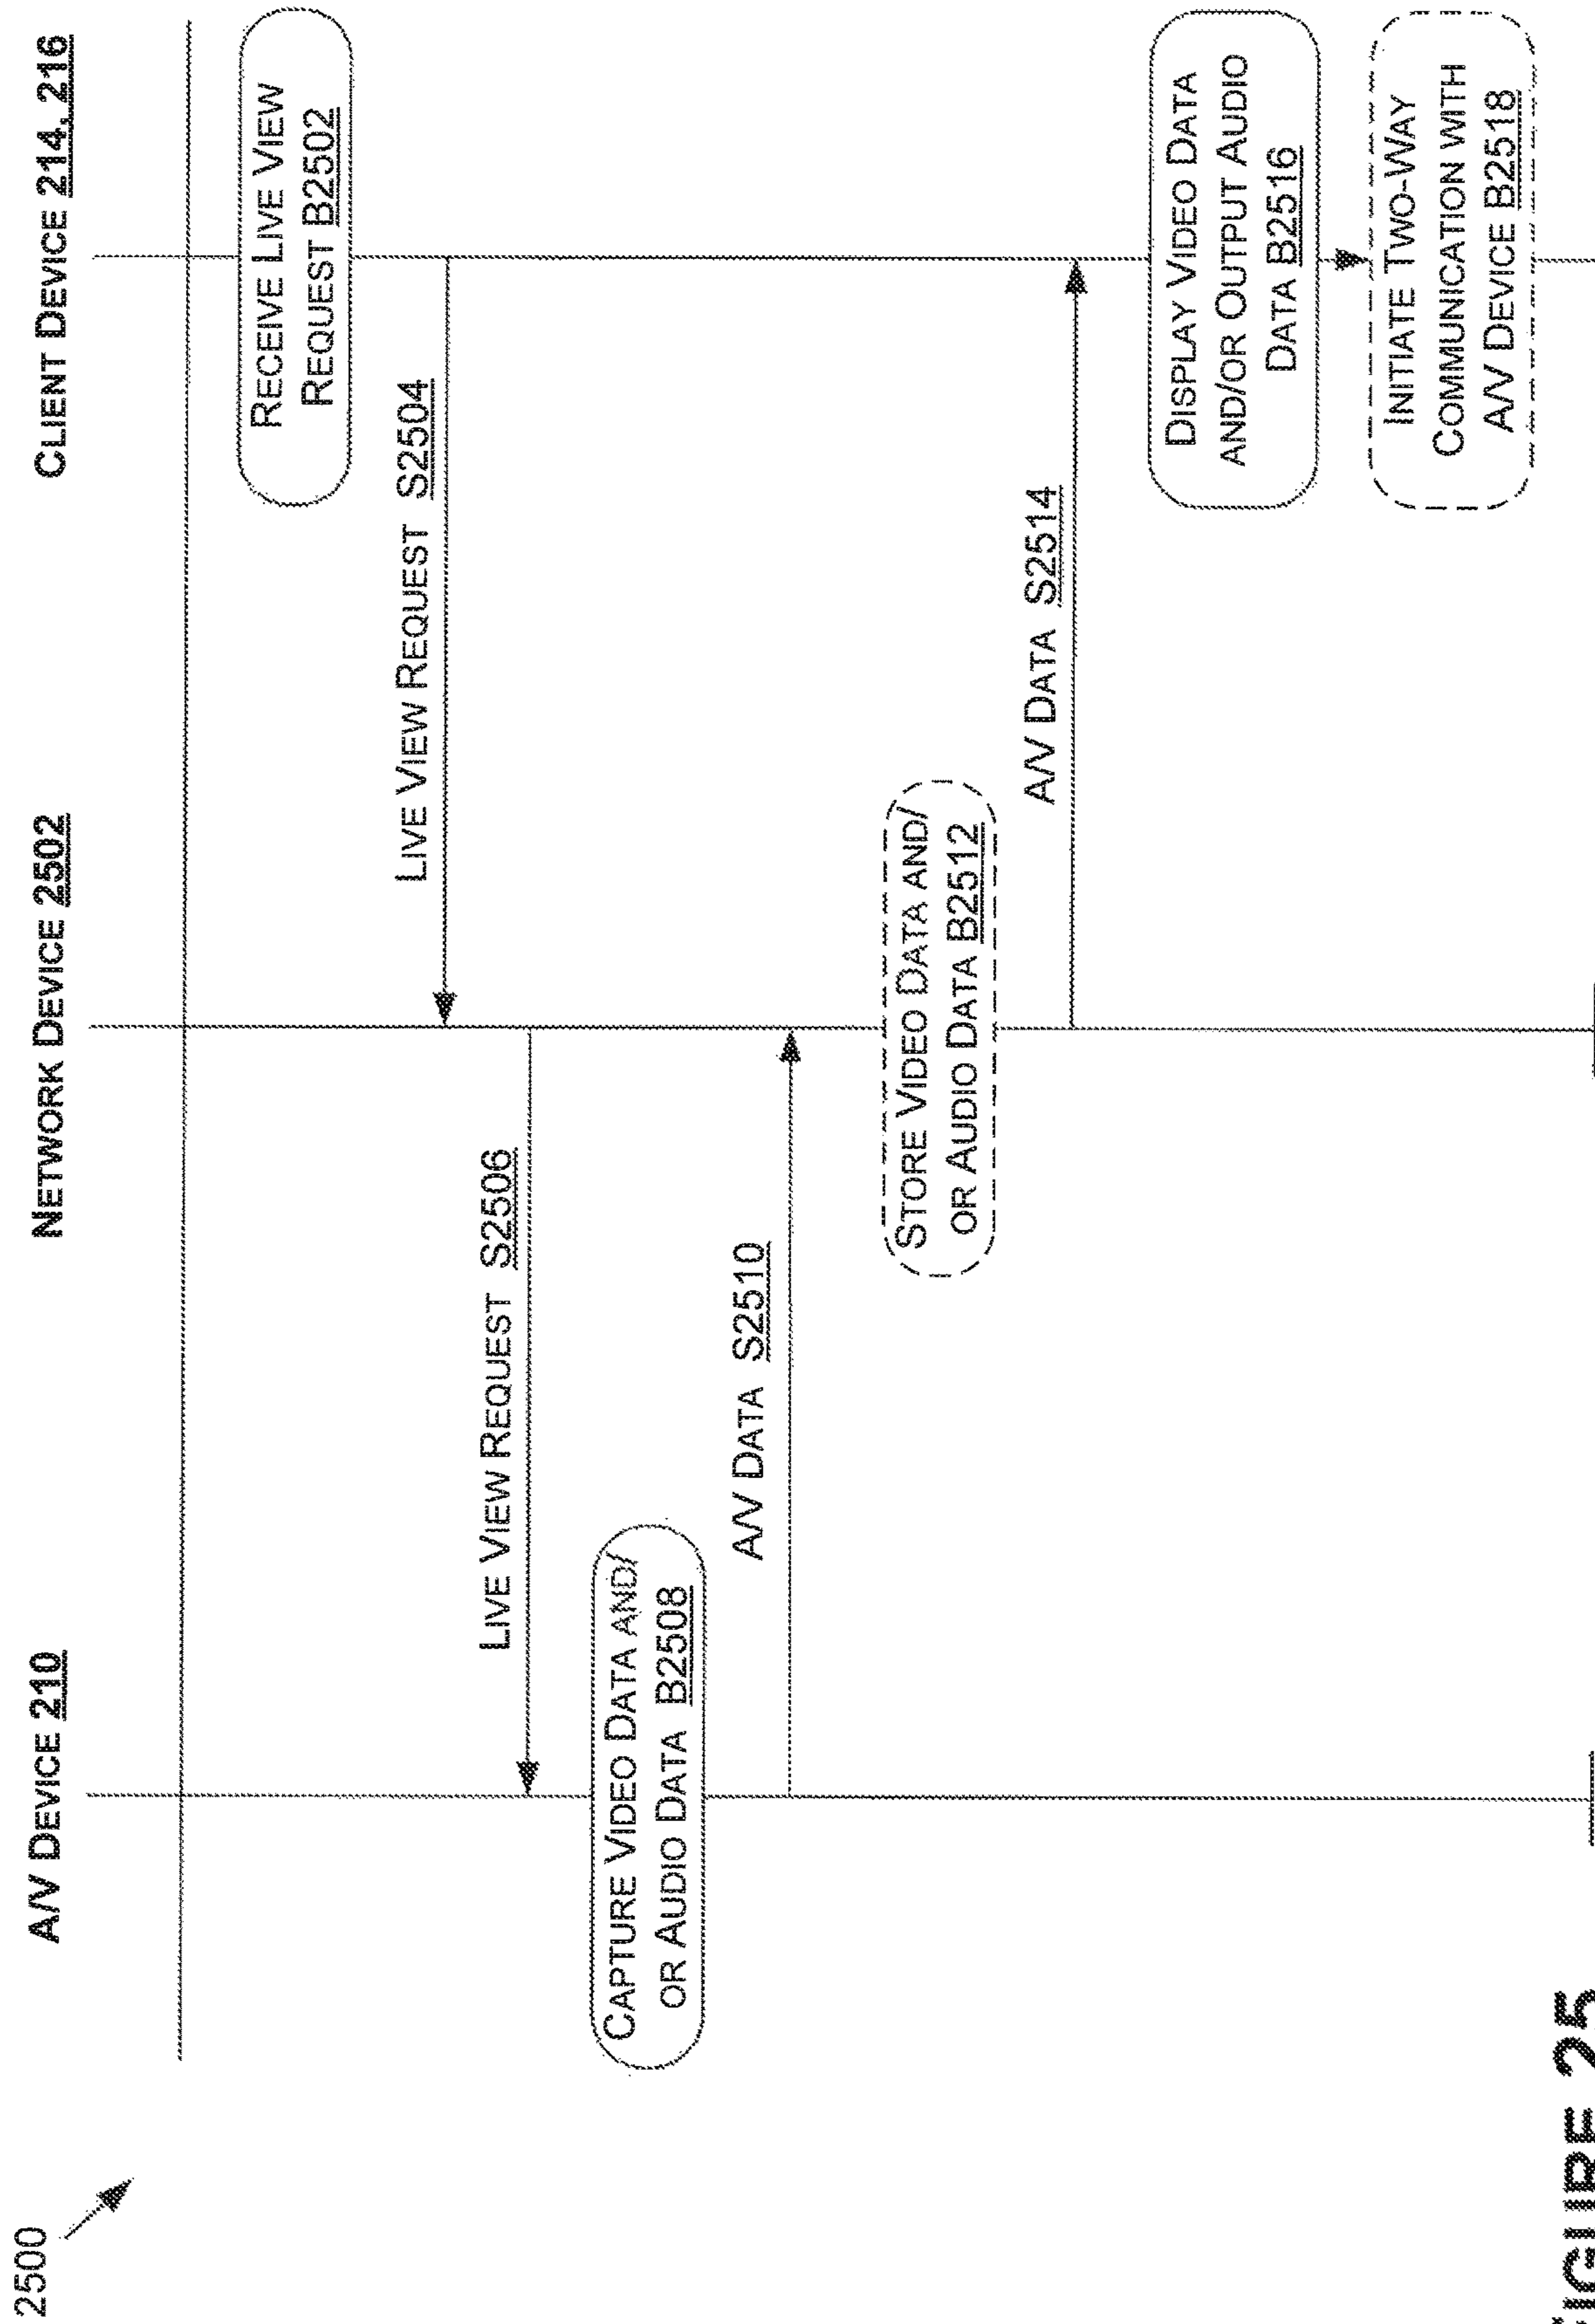 2500
A/V DEVICE 210
NETWORK DEVICE 2502
CLIENT DEVICE 214, 216
RECEIVE LIVE VIEW
REQUEST B2502
LIVE VIEW REQUEST S2504
LIVE VIEW REQUEST S2506
CAPTURE VIDEO DATA AND/
OR AUDIO DATA B2508
A/V DATA S2510
STORE VIDEO DATA AND/
OR AUDIO DATA B2512
A/V DATA S2514
DISPLAY VIDEO DATA
AND/OR OUTPUT AUDIO
DATA B2516
INITIATE TWO-WAY
COMMUNICATION WITH
A/V DEVICE B2518
FIGURE 25